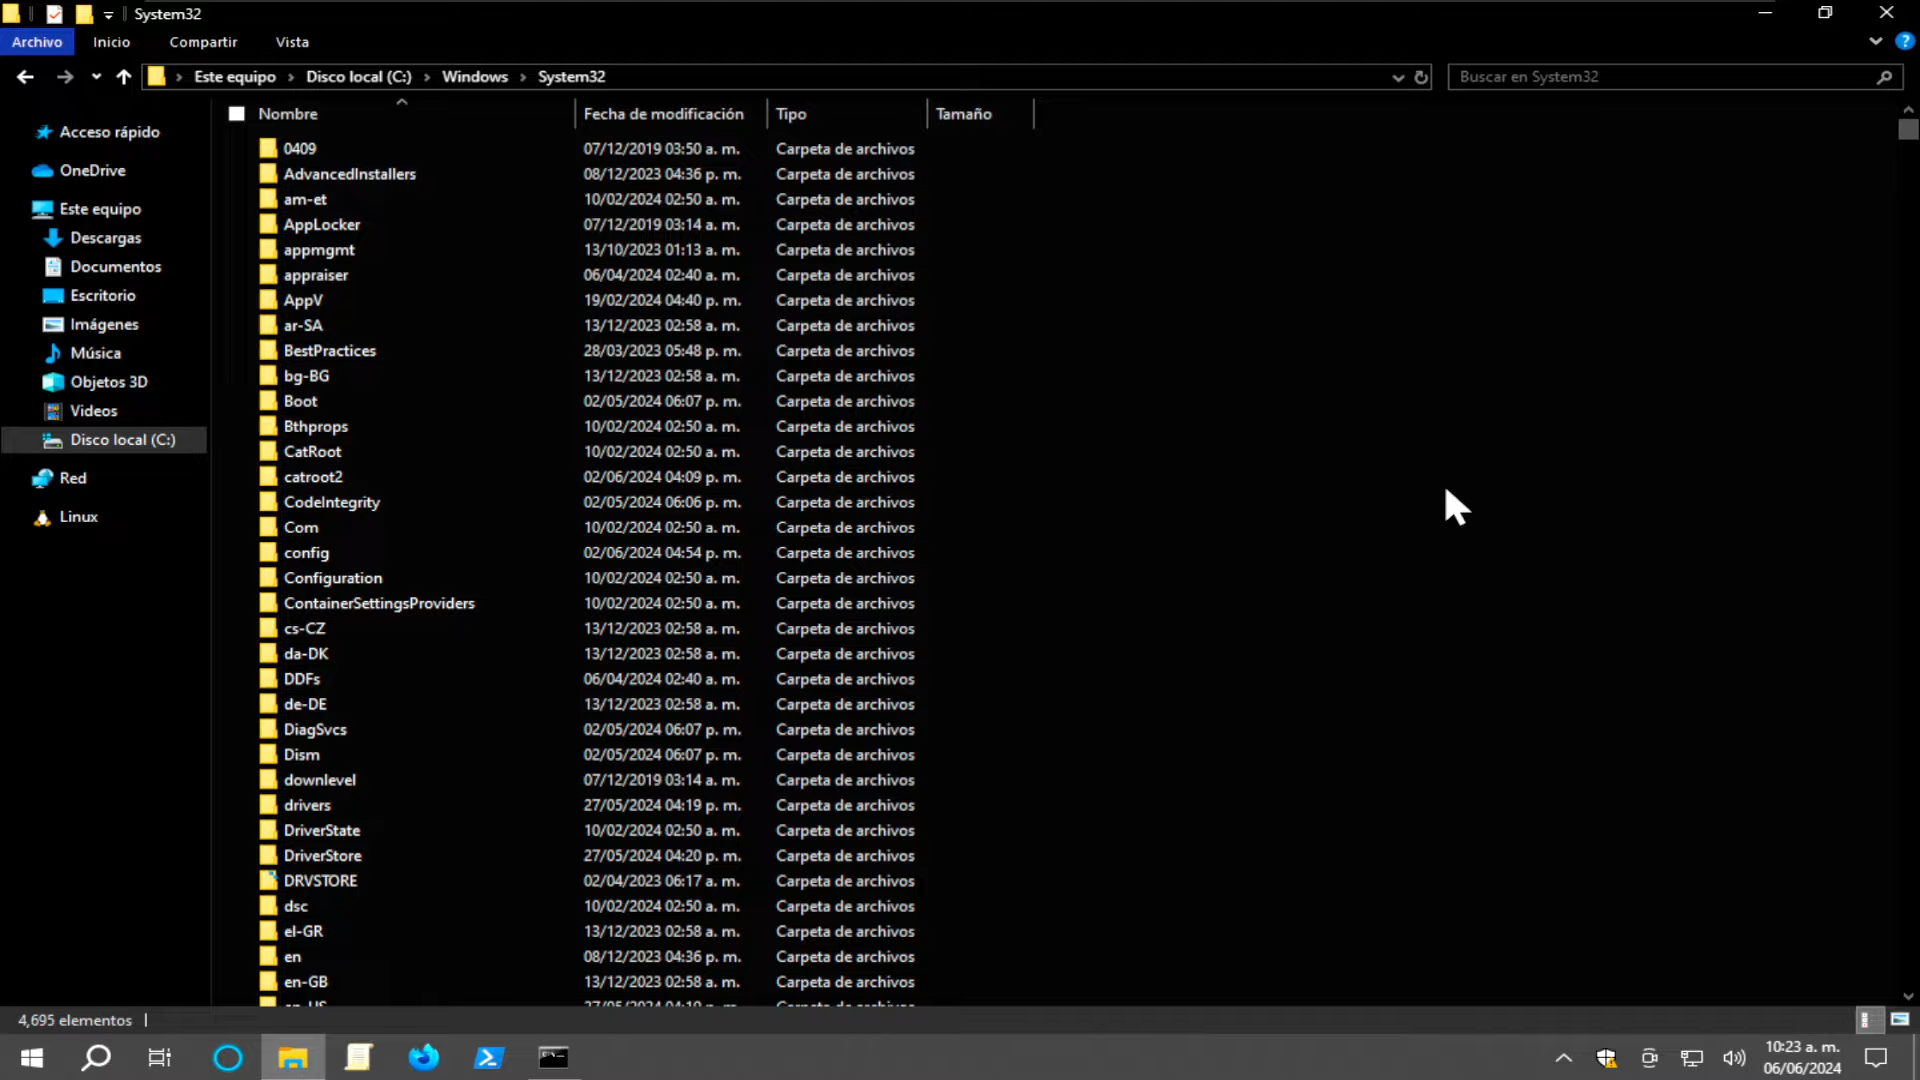 System32
Archivo Inicio Compartir Vista
Este equipo Disco local (C:) Windows System32
Buscar en System32
Nombre Fecha de modificación Tipo Tamaño
Acceso rápido
OneDrive
Este equipo
Descargas
Documentos
Escritorio
Imágenes
Música
Objetos 3D
Videos
Disco local (C:)
Red
Linux
0409 07/12/2019 03:50 a. m. Carpeta de archivos
AdvancedInstallers 08/12/2023 04:36 p. m. Carpeta de archivos
am-et 10/02/2024 02:50 a. m. Carpeta de archivos
AppLocker 07/12/2019 03:14 a. m. Carpeta de archivos
appmgmt 13/10/2023 01:13 a. m. Carpeta de archivos
appraiser 06/04/2024 02:40 a. m. Carpeta de archivos
AppV 19/02/2024 04:40 p. m. Carpeta de archivos
ar-SA 13/12/2023 02:58 a. m. Carpeta de archivos
BestPractices 28/03/2023 05:48 p. m. Carpeta de archivos
bg-BG 13/12/2023 02:58 a. m. Carpeta de archivos
Boot 02/05/2024 06:07 p. m. Carpeta de archivos
Bthprops 10/02/2024 02:50 a. m. Carpeta de archivos
CatRoot 10/02/2024 02:50 a. m. Carpeta de archivos
catroot2 02/06/2024 04:09 p. m. Carpeta de archivos
CodeIntegrity 02/05/2024 06:06 p. m. Carpeta de archivos
Com 10/02/2024 02:50 a. m. Carpeta de archivos
config 02/06/2024 04:54 p. m. Carpeta de archivos
Configuration 10/02/2024 02:50 a. m. Carpeta de archivos
ContainerSettingsProviders 10/02/2024 02:50 a. m. Carpeta de archivos
cs-CZ 13/12/2023 02:58 a. m. Carpeta de archivos
da-DK 13/12/2023 02:58 a. m. Carpeta de archivos
DDFs 06/04/2024 02:40 a. m. Carpeta de archivos
de-DE 13/12/2023 02:58 a. m. Carpeta de archivos
DiagSvcs 02/05/2024 06:07 p. m. Carpeta de archivos
Dism 02/05/2024 06:07 p. m. Carpeta de archivos
downlevel 07/12/2019 03:14 a. m. Carpeta de archivos
drivers 27/05/2024 04:19 p. m. Carpeta de archivos
DriverState 10/02/2024 02:50 a. m. Carpeta de archivos
DriverStore 27/05/2024 04:20 p. m. Carpeta de archivos
DRVSTORE 02/04/2023 06:17 a. m. Carpeta de archivos
dsc 10/02/2024 02:50 a. m. Carpeta de archivos
el-GR 13/12/2023 02:58 a. m. Carpeta de archivos
en 08/12/2023 04:36 p. m. Carpeta de archivos
en-GB 13/12/2023 02:58 a. m. Carpeta de archivos
en-US 27/05/2024 04:19 p. m. Carpeta de archivos
4,695 elementos
10:23 a. m.
06/06/2024